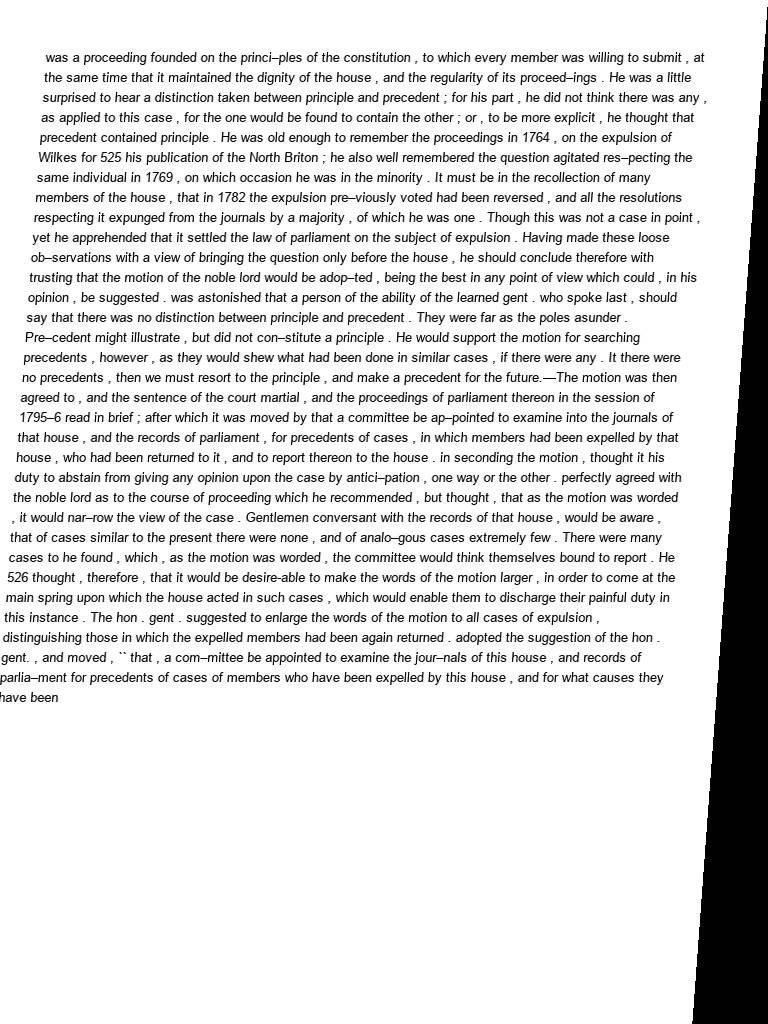 was a proceeding founded on the princi–ples of the constitution , to which every member was willing to submit , at
the same time that it maintained the dignity of the house , and the regularity of its proceed–ings . He was a little
surprised to hear a distinction taken between principle and precedent ; for his part , he did not think there was any ,
as applied to this case , for the one would be found to contain the other ; or , to be more explicit , he thought that
precedent contained principle . He was old enough to remember the proceedings in 1764 , on the expulsion of
Wilkes for 525 his publication of the North Briton ; he also well remembered the question agitated res–pecting the
same individual in 1769 , on which occasion he was in the minority . It must be in the recollection of many
members of the house , that in 1782 the expulsion pre–viously voted had been reversed , and all the resolutions
respecting it expunged from the journals by a majority , of which he was one . Though this was not a case in point ,
yet he apprehended that it settled the law of parliament on the subject of expulsion . Having made these loose
ob–servations with a view of bringing the question only before the house , he should conclude therefore with
trusting that the motion of the noble lord would be adop–ted , being the best in any point of view which could , in his
opinion , be suggested . was astonished that a person of the ability of the learned gent . who spoke last , should
say that there was no distinction between principle and precedent . They were far as the poles asunder .
Pre–cedent might illustrate , but did not con–stitute a principle . He would support the motion for searching
precedents , however , as they would shew what had been done in similar cases , if there were any . It there were
no precedents , then we must resort to the principle , and make a precedent for the future.—The motion was then
agreed to , and the sentence of the court martial , and the proceedings of parliament thereon in the session of
1795–6 read in brief ; after which it was moved by that a committee be ap–pointed to examine into the journals of
that house , and the records of parliament , for precedents of cases , in which members had been expelled by that
house , who had been returned to it , and to report thereon to the house . in seconding the motion , thought it his
duty to abstain from giving any opinion upon the case by antici–pation , one way or the other . perfectly agreed with
the noble lord as to the course of proceeding which he recommended , but thought , that as the motion was worded
, it would nar–row the view of the case . Gentlemen conversant with the records of that house , would be aware ,
that of cases similar to the present there were none , and of analo–gous cases extremely few . There were many
cases to he found , which , as the motion was worded , the committee would think themselves bound to report . He
526 thought , therefore , that it would be desire-able to make the words of the motion larger , in order to come at the
main spring upon which the house acted in such cases , which would enable them to discharge their painful duty in
this instance . The hon . gent . suggested to enlarge the words of the motion to all cases of expulsion ,
distinguishing those in which the expelled members had been again returned . adopted the suggestion of the hon .
gent. , and moved , `` that , a com–mittee be appointed to examine the jour–nals of this house , and records of
parlia–ment for precedents of cases of members who have been expelled by this house , and for what causes they
have been